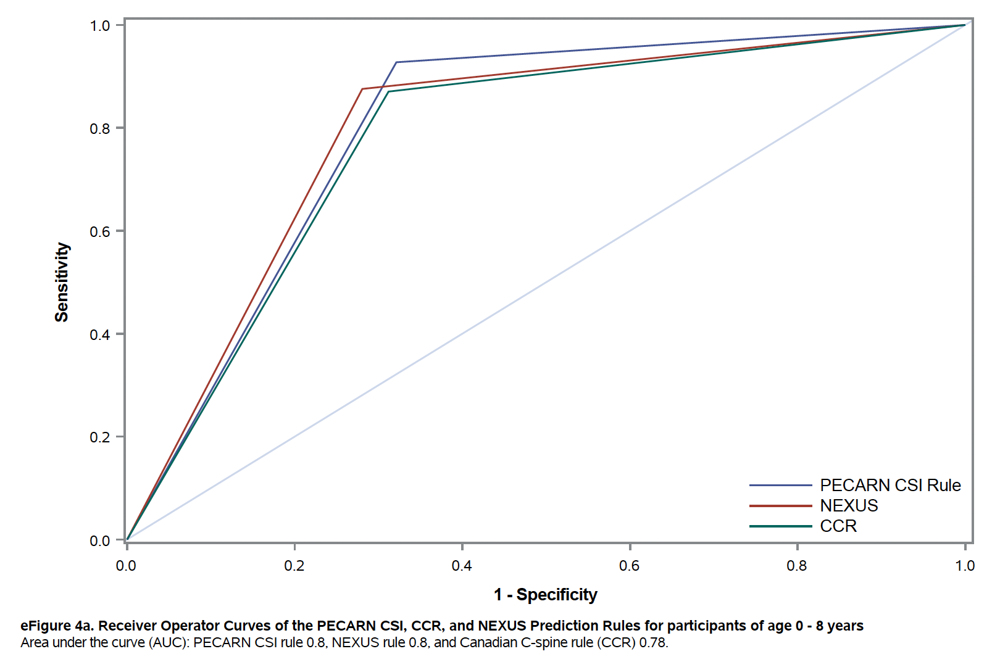 1.0
0.8
0.6
0.4
0.2
0.0
Sensitivity
0.0 0.2 0.4 0.6 0.8 1.0
1 - Specificity
PECARN CSI Rule
NEXUS
CCR
eFigure 4a. Receiver Operator Curves of the PECARN CSI, CCR, and NEXUS Prediction Rules for participants of age 0 - 8 years
Area under the curve (AUC): PECARN CSI rule 0.8, NEXUS rule 0.8, and Canadian C-spine rule (CCR) 0.78.